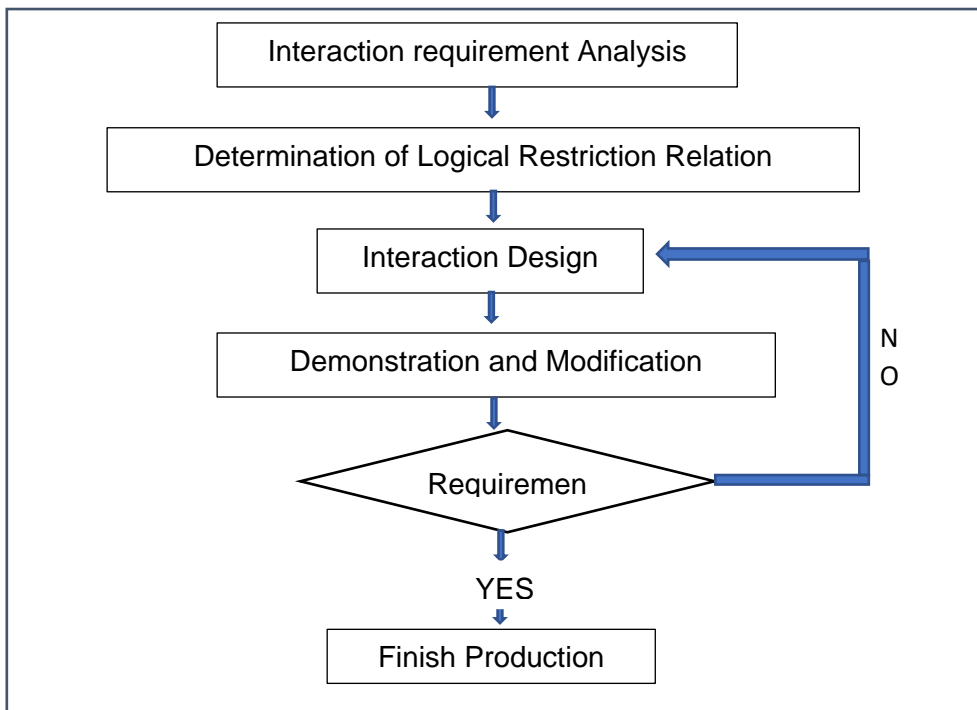 Interaction requirement Analysis
Determination of Logical Restriction Relation
Interaction Design
N
O
Demonstration and Modification
Requiremen
YES
Finish Production